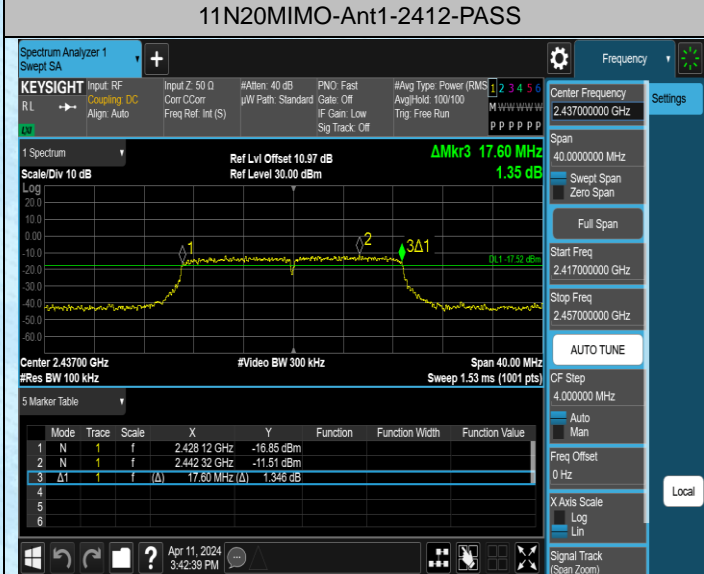 11N20MIMO-Ant1-2412-PASS
Spectrum Analyzer 1
Swept SA
+
Frequency
KEYSIGHT
RL
LXI
Input: RF
Coupling: DC
Align: Auto
Input Z: 50 Ω
Corr CCorr
Freq Ref: Int (S)
#Atten: 40 dB
µW Path: Standard
PNO: Fast
Gate: Off
IF Gain: Low
Sig Track: Off
#Avg Type: Power (RMS
Avg|Hold: 100/100
Trig: Free Run
1 2 3 4 5 6
M W W W W W
P P P P P P
1 Spectrum
Scale/Div 10 dB
Ref Lvl Offset 10.97 dB
Ref Level 30.00 dBm
ΔMkr3 17.60 MHz
1.35 dB
Log
20.0
10.0
0.00
-10.0
-20.0
-30.0
-40.0
-50.0
-60.0
1
2
3Δ1
DL1 -17.52 dBm
Center 2.43700 GHz
#Video BW 300 kHz
Span 40.00 MHz
#Res BW 100 kHz
Sweep 1.53 ms (1001 pts)
5 Marker Table
Mode Trace Scale X Y Function Function Width Function Value
1 N 1 f 2.428 12 GHz -16.85 dBm
2 N 1 f 2.442 32 GHz -11.51 dBm
3 Δ1 1 f (Δ) 17.60 MHz (Δ) 1.346 dB
4
5
6
?
Apr 11, 2024
3:42:39 PM
Center Frequency
2.437000000 GHz
Span
40.0000000 MHz
Swept Span
Zero Span
Full Span
Start Freq
2.417000000 GHz
Stop Freq
2.457000000 GHz
AUTO TUNE
CF Step
4.000000 MHz
Auto
Man
Freq Offset
0 Hz
X Axis Scale
Log
Lin
Signal Track
(Span Zoom)
Settings
Local